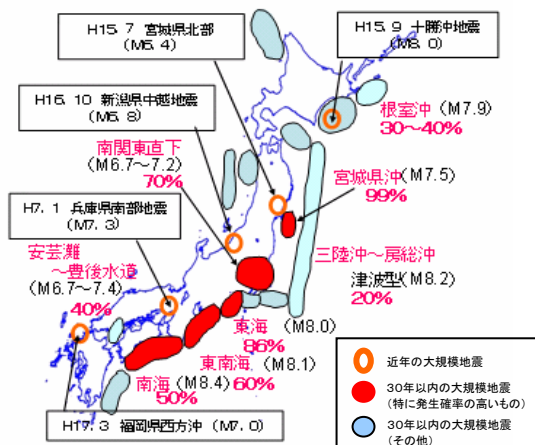 H15.7 宮城県北部
(M6.4)
H15.9 十勝沖地震
(M8.0)
H16.10 新潟県中越地震
(M6.8)
根室沖(M7.9)
30~40%
南関東直下
(M6.7~7.2)
70%
宮城県沖(M7.5)
99%
H7.1 兵庫県南部地震
(M7.3)
安芸灘
~豊後水道
(M6.7~7.4)
40%
三陸沖~房総沖
津波型(M8.2)
20%
東海 (M8.0)
86%
東南海(M8.1)
60%
南海(M8.4)
50%
H17.3 福岡県西方沖(M7.0)
近年の大規模地震
30年以内の大規模地震
(特に発生確率の高いもの)
30年以内の大規模地震
(その他)